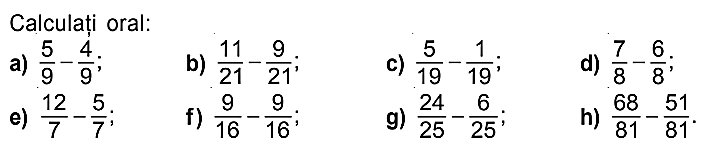 Calculați oral:
a) 5/9 − 4/9; b) 11/21 − 9/21; c) 5/19 − 1/19; d) 7/8 − 6/8;
e) 12/7 − 5/7; f) 9/16 − 9/16; g) 24/25 − 6/25; h) 68/81 − 51/81.